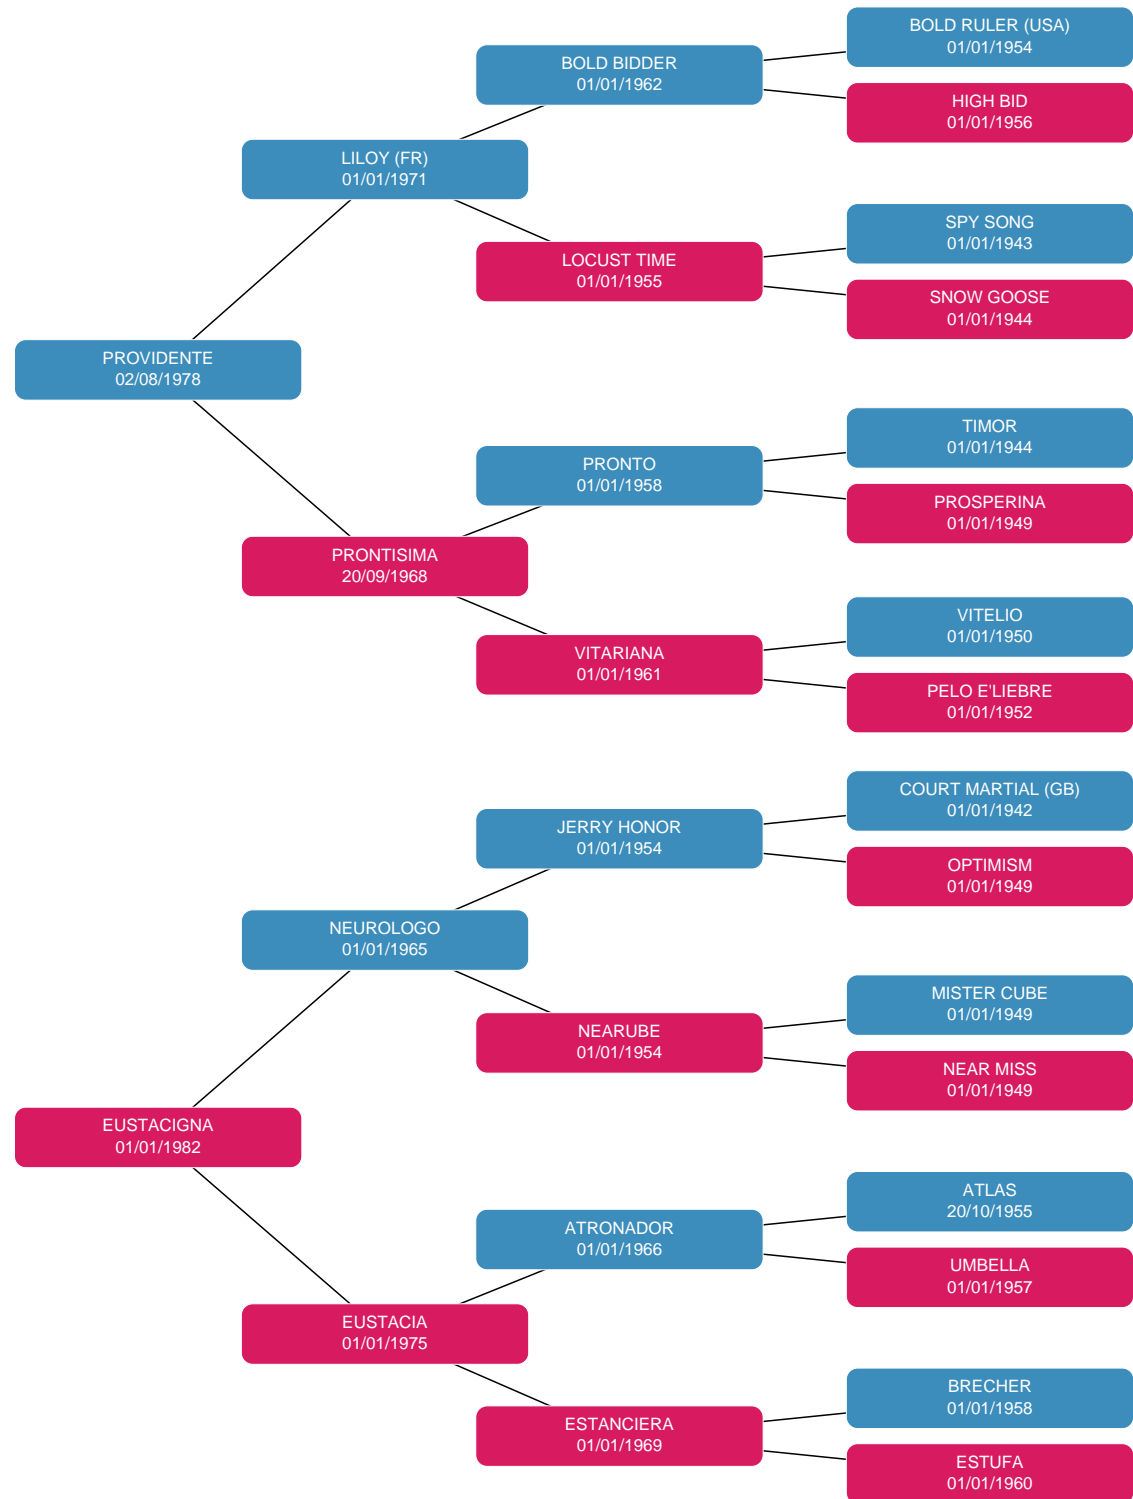 BOLD RULER (USA)
01/01/1954
BOLD BIDDER
01/01/1962
HIGH BID
01/01/1956
LILOY (FR)
01/01/1971
SPY SONG
01/01/1943
LOCUST TIME
01/01/1955
SNOW GOOSE
01/01/1944
PROVIDENTE
02/08/1978
TIMOR
01/01/1944
PRONTO
01/01/1958
PROSPERINA
01/01/1949
PRONTISIMA
20/09/1968
VITELIO
01/01/1950
VITARIANA
01/01/1961
PELO E'LIEBRE
01/01/1952
COURT MARTIAL (GB)
01/01/1942
JERRY HONOR
01/01/1954
OPTIMISM
01/01/1949
NEUROLOGO
01/01/1965
MISTER CUBE
01/01/1949
NEARUBE
01/01/1954
NEAR MISS
01/01/1949
EUSTACIGNA
01/01/1982
ATLAS
20/10/1955
ATRONADOR
01/01/1966
UMBELLA
01/01/1957
EUSTACIA
01/01/1975
BRECHER
01/01/1958
ESTANCIERA
01/01/1969
ESTUFA
01/01/1960